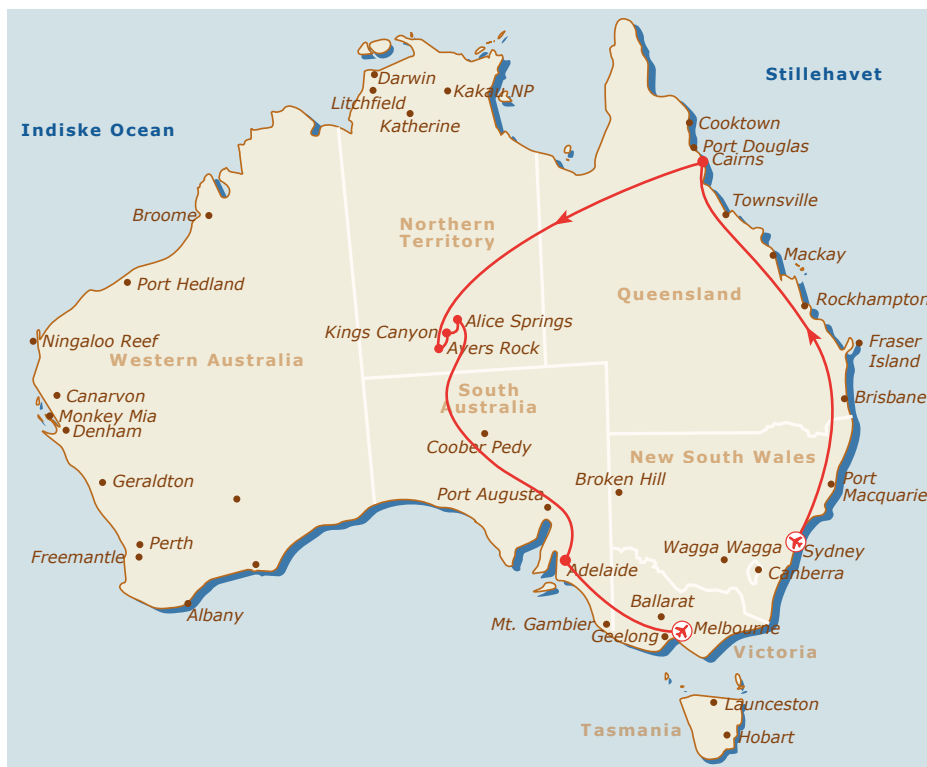 Stillehavet
Darwin
Litchfield
Kakau NP
Katherine
Indiske Ocean
Cooktown
Port Douglas
Cairns
Broome
Townsville
Northern
Territory
Mackay
Port Hedland
Queensland
Rockhampton
Alice Springs
Kings Canyon
Ningaloo Reef
Ayers Rock
Fraser
Island
Western Australia
South
Australia
Canarvon
Brisbane
Monkey Mia
Denham
Coober Pedy
New South Wales
Geraldton
Broken Hill
Port
Macquarie
Port Augusta
Perth
Freemantle
Wagga Wagga
Sydney
Adelaide
Canberra
Albany
Ballarat
Mt. Gambier
Melbourne
Geelong
Victoria
Launceston
Tasmania
Hobart